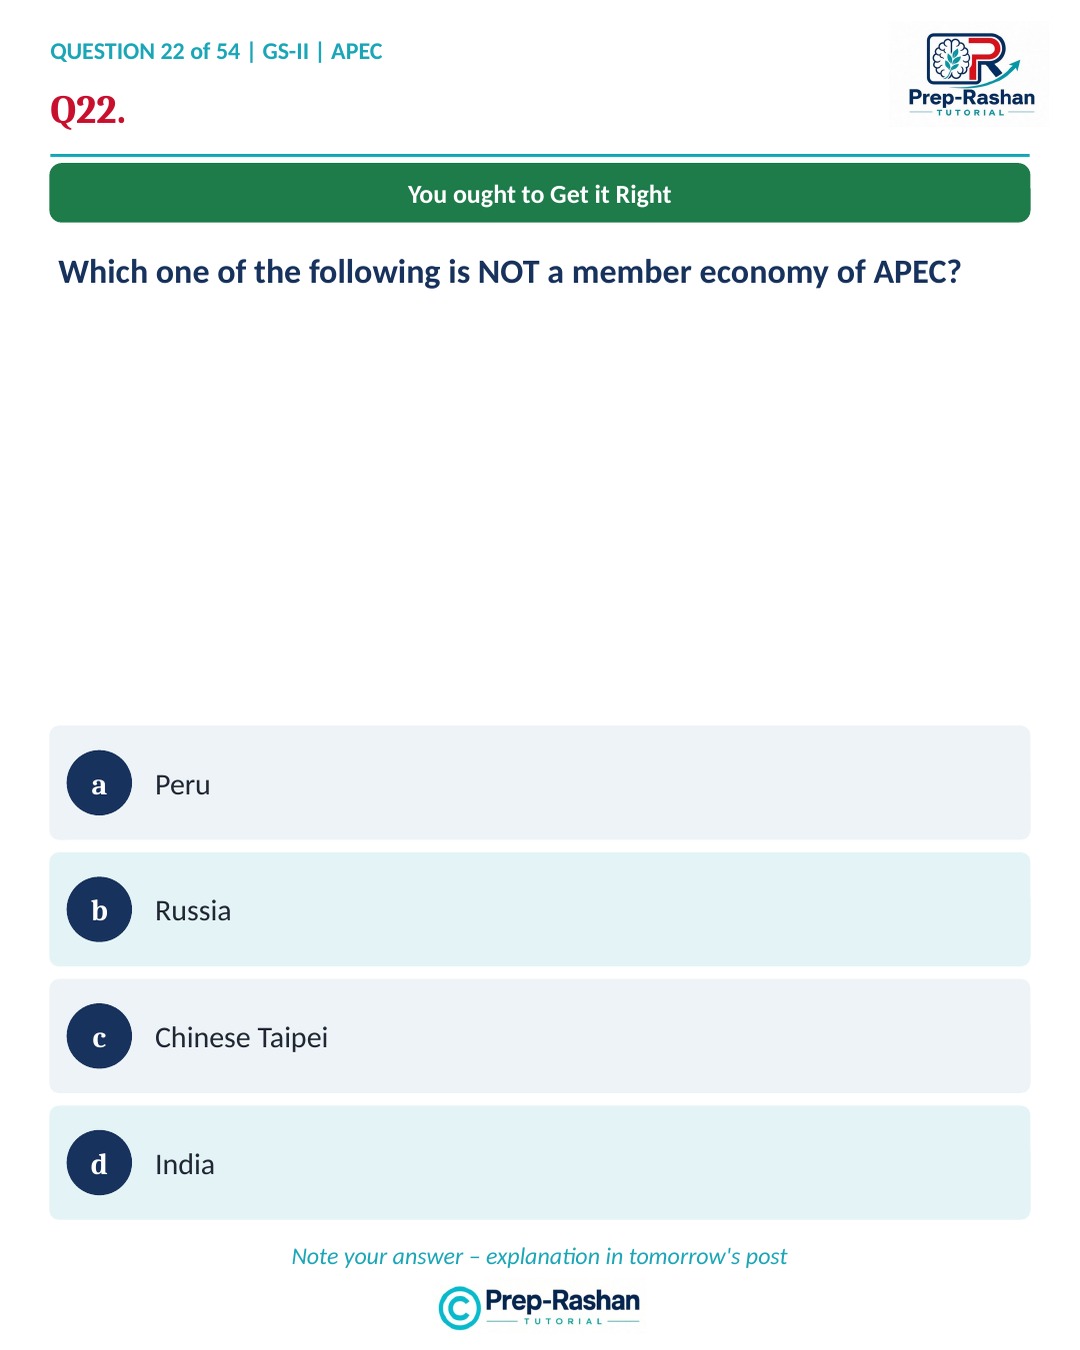 QUESTION 22 of 54 | GS-II | APEC
Prep-Rashan
TUTORIAL
Q22.
You ought to Get it Right
Which one of the following is NOT a member economy of APEC?
a Peru
b Russia
c Chinese Taipei
d India
Note your answer – explanation in tomorrow's post
© Prep-Rashan
TUTORIAL